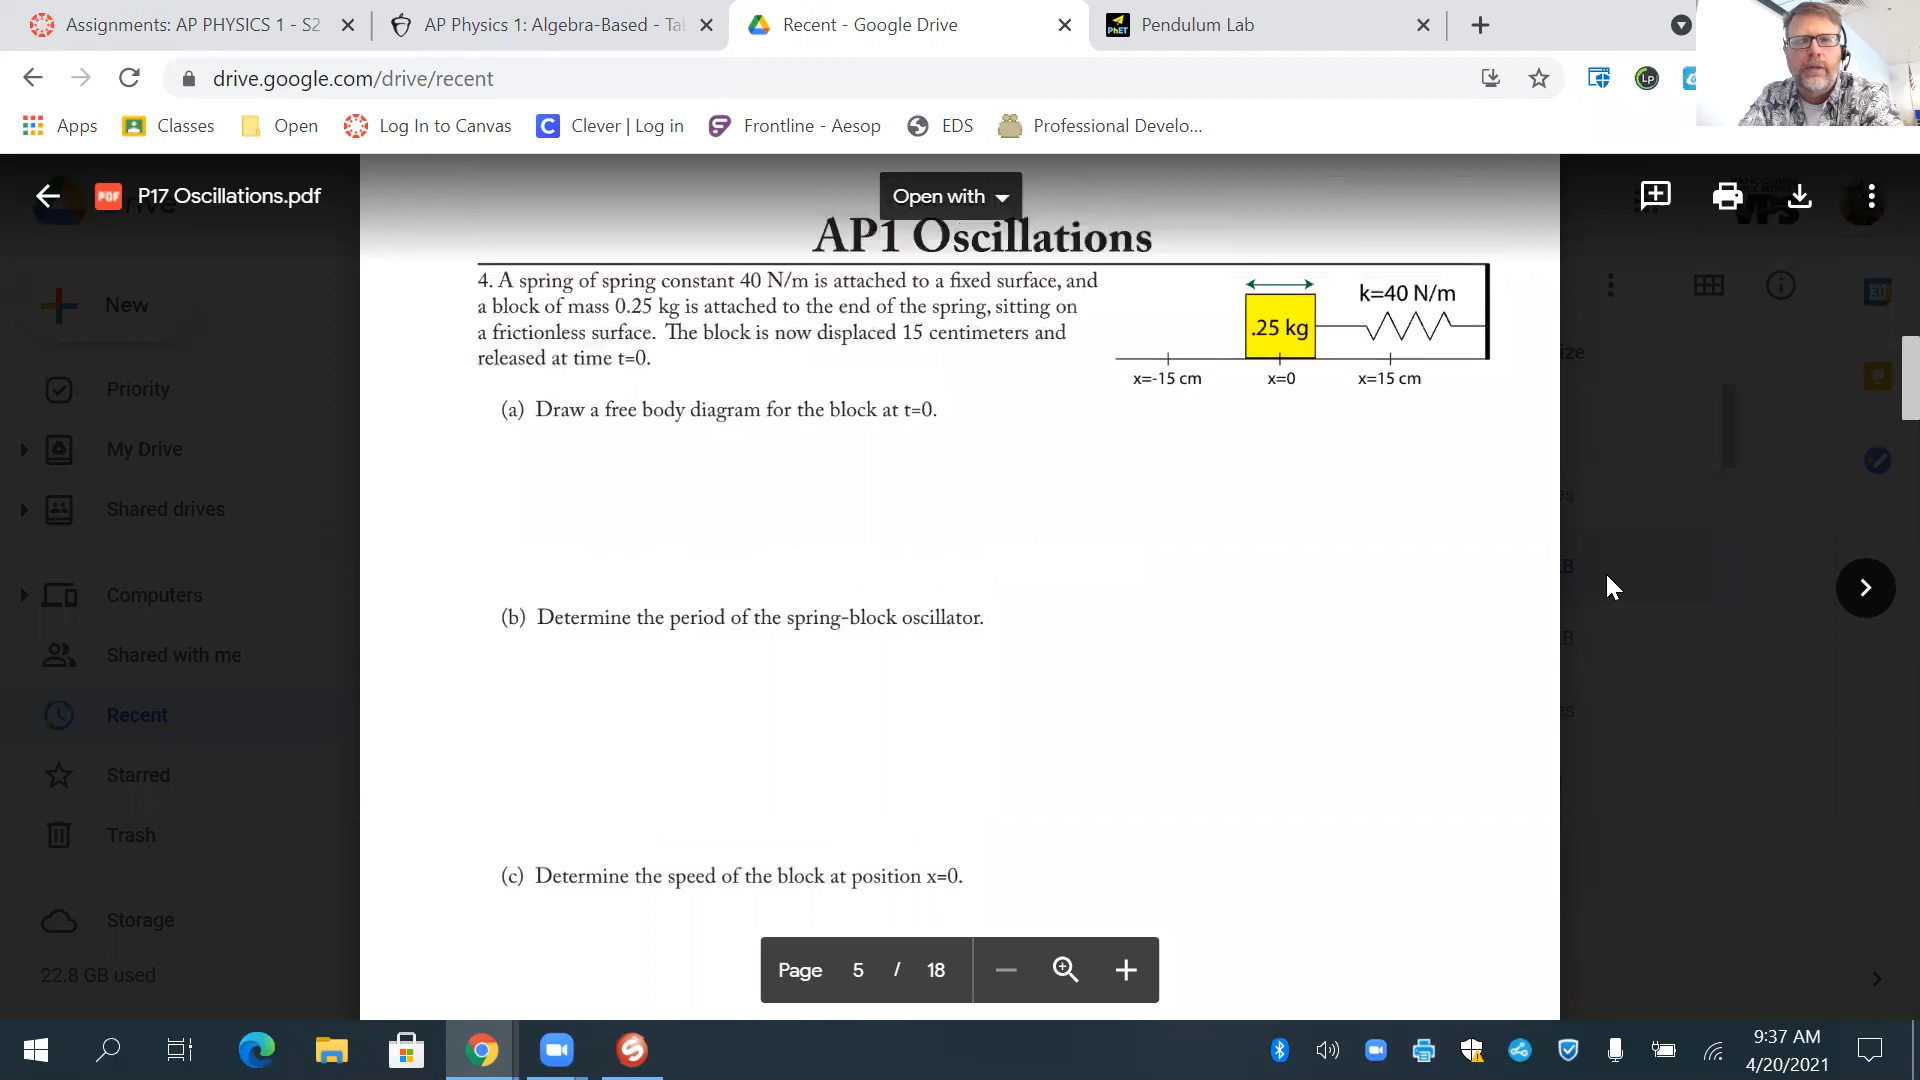 Assignments: AP PHYSICS 1 - S2
AP Physics 1: Algebra-Based - Ta
Recent - Google Drive
Pendulum Lab
drive.google.com/drive/recent
Apps
Classes
Open
Log In to Canvas
Clever | Log in
Frontline - Aesop
EDS
Professional Develo...
PDF
P17 Oscillations.pdf
Open with
AP1 Oscillations
4. A spring of spring constant 40 N/m is attached to a fixed surface, and
a block of mass 0.25 kg is attached to the end of the spring, sitting on
a frictionless surface. The block is now displaced 15 centimeters and
released at time t=0.
.25 kg
k=40 N/m
x=-15 cm
x=0
x=15 cm
(a) Draw a free body diagram for the block at t=0.
(b) Determine the period of the spring-block oscillator.
(c) Determine the speed of the block at position x=0.
New
Priority
My Drive
Shared drives
Computers
Shared with me
Recent
Starred
Trash
Storage
22.8 GB used
Page 5 / 18
9:37 AM
4/20/2021